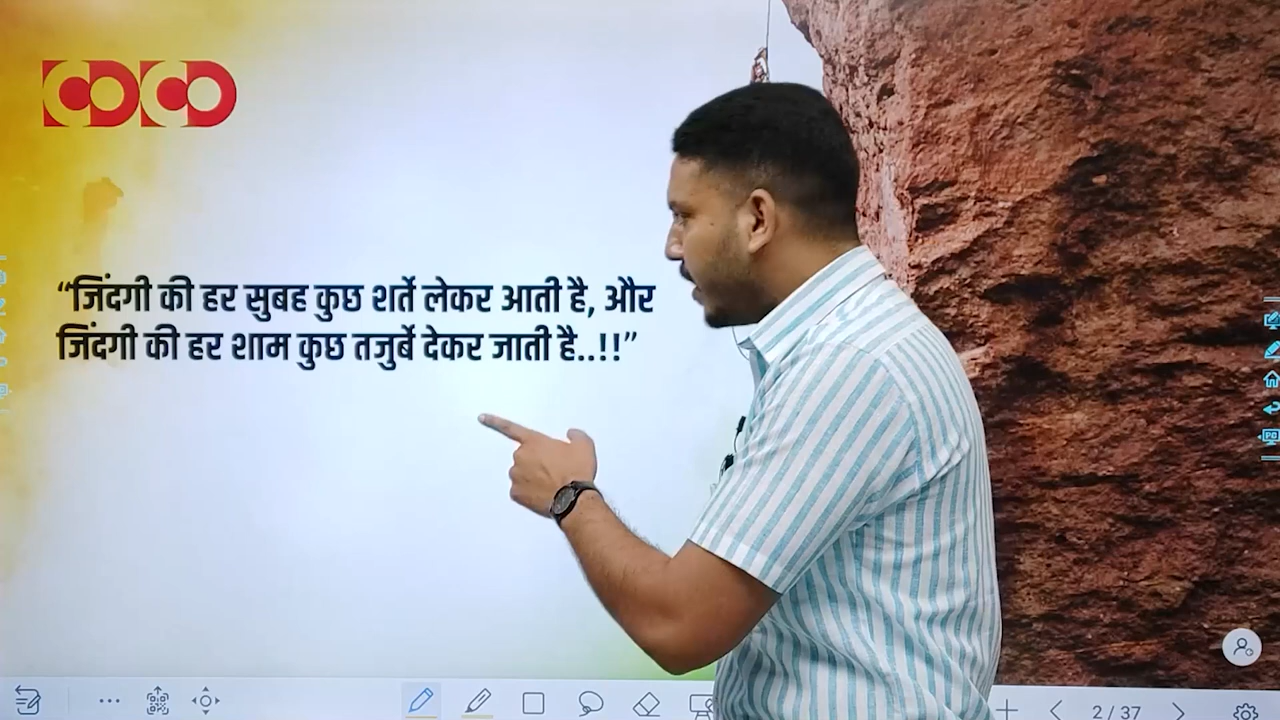 “जिंदगी की हर सुबह कुछ शर्ते लेकर आती है, और
जिंदगी की हर शाम कुछ तजुर्बे देकर जाती है..!!”
2 / 37